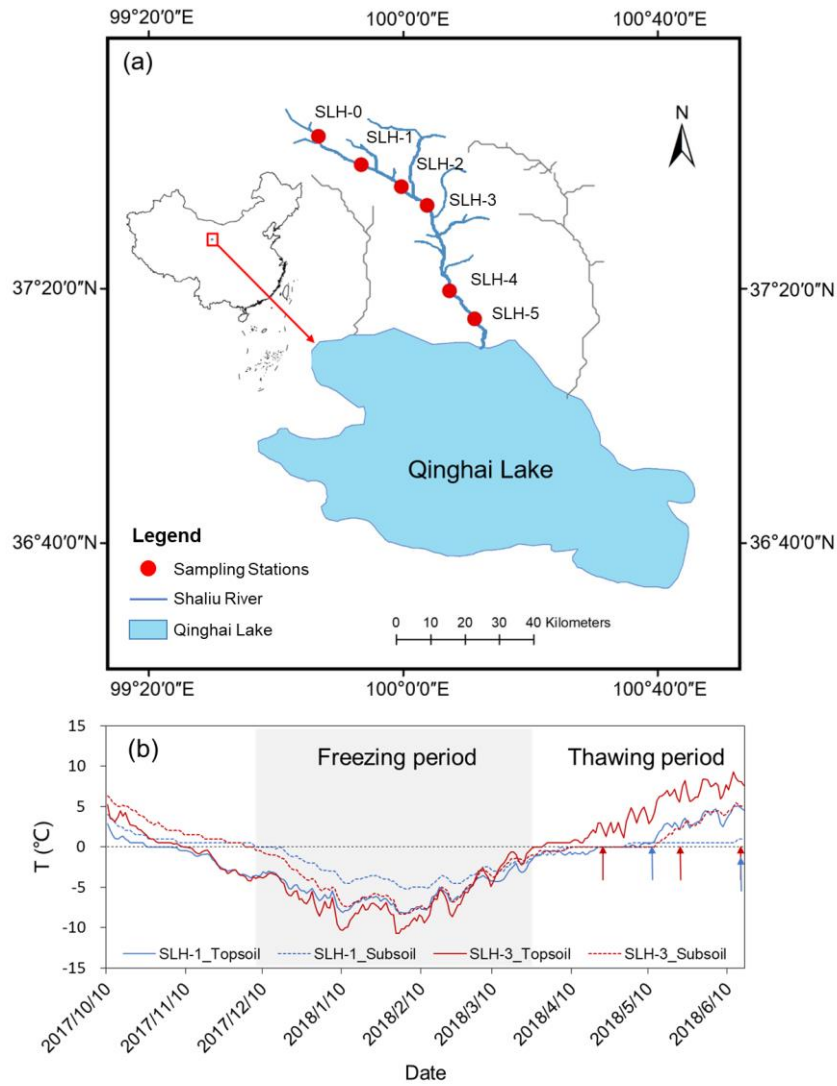 99°20′0″E 100°0′0″E 100°40′0″E
(a)
N
SLH-0
SLH-1
SLH-2
SLH-3
SLH-4
SLH-5
37°20′0″N 37°20′0″N
Qinghai Lake
36°40′0″N 36°40′0″N
Legend
Sampling Stations
Shaliu River
Qinghai Lake
0 10 20 30 40 Kilometers
99°20′0″E 100°0′0″E 100°40′0″E
(b)
Freezing period
Thawing period
T (℃)
15
10
5
0
-5
-10
-15
SLH-1_Topsoil SLH-1_Subsoil SLH-3_Topsoil SLH-3_Subsoil
2017/10/10 2017/11/10 2017/12/10 2018/1/10 2018/2/10 2018/3/10 2018/4/10 2018/5/10 2018/6/10
Date